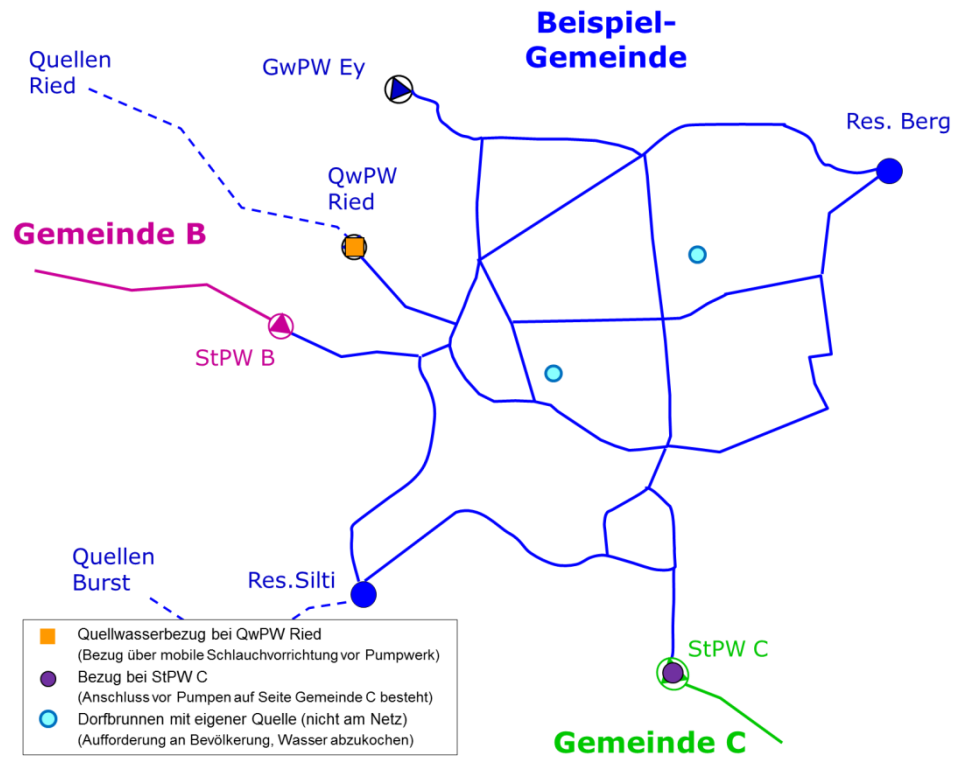 Beispiel-
Gemeinde
Quellen
Ried
GwPW Ey
Res. Berg
QwPW
Ried
Gemeinde B
StPW B
Quellen
Burst
Res.Silti
StPW C
Gemeinde C
Quellwasserbezug bei QwPW Ried
(Bezug über mobile Schlauchvorrichtung vor Pumpwerk)
Bezug bei StPW C
(Anschluss vor Pumpen auf Seite Gemeinde C besteht)
Dorfbrunnen mit eigener Quelle (nicht am Netz)
(Aufforderung an Bevölkerung, Wasser abzukochen)